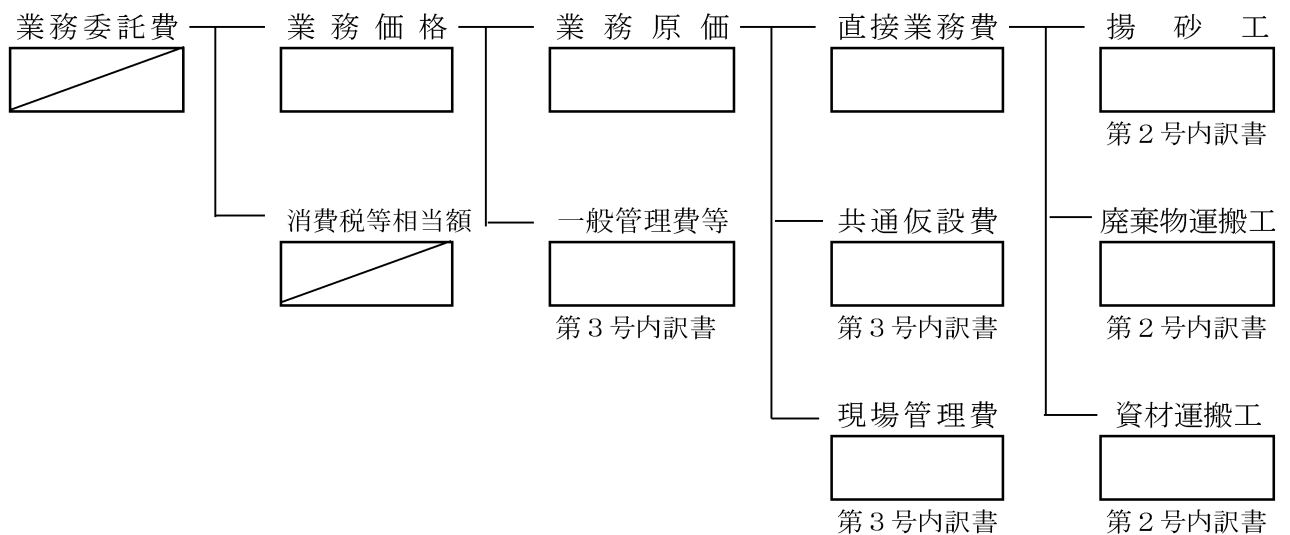 業務委託費 業務価格 業務原価 直接業務費 揚砂工
第２号内訳書
消費税等相当額 一般管理費等 共通仮設費 廃棄物運搬工
第３号内訳書 第３号内訳書 第２号内訳書
現場管理費 資材運搬工
第３号内訳書 第２号内訳書